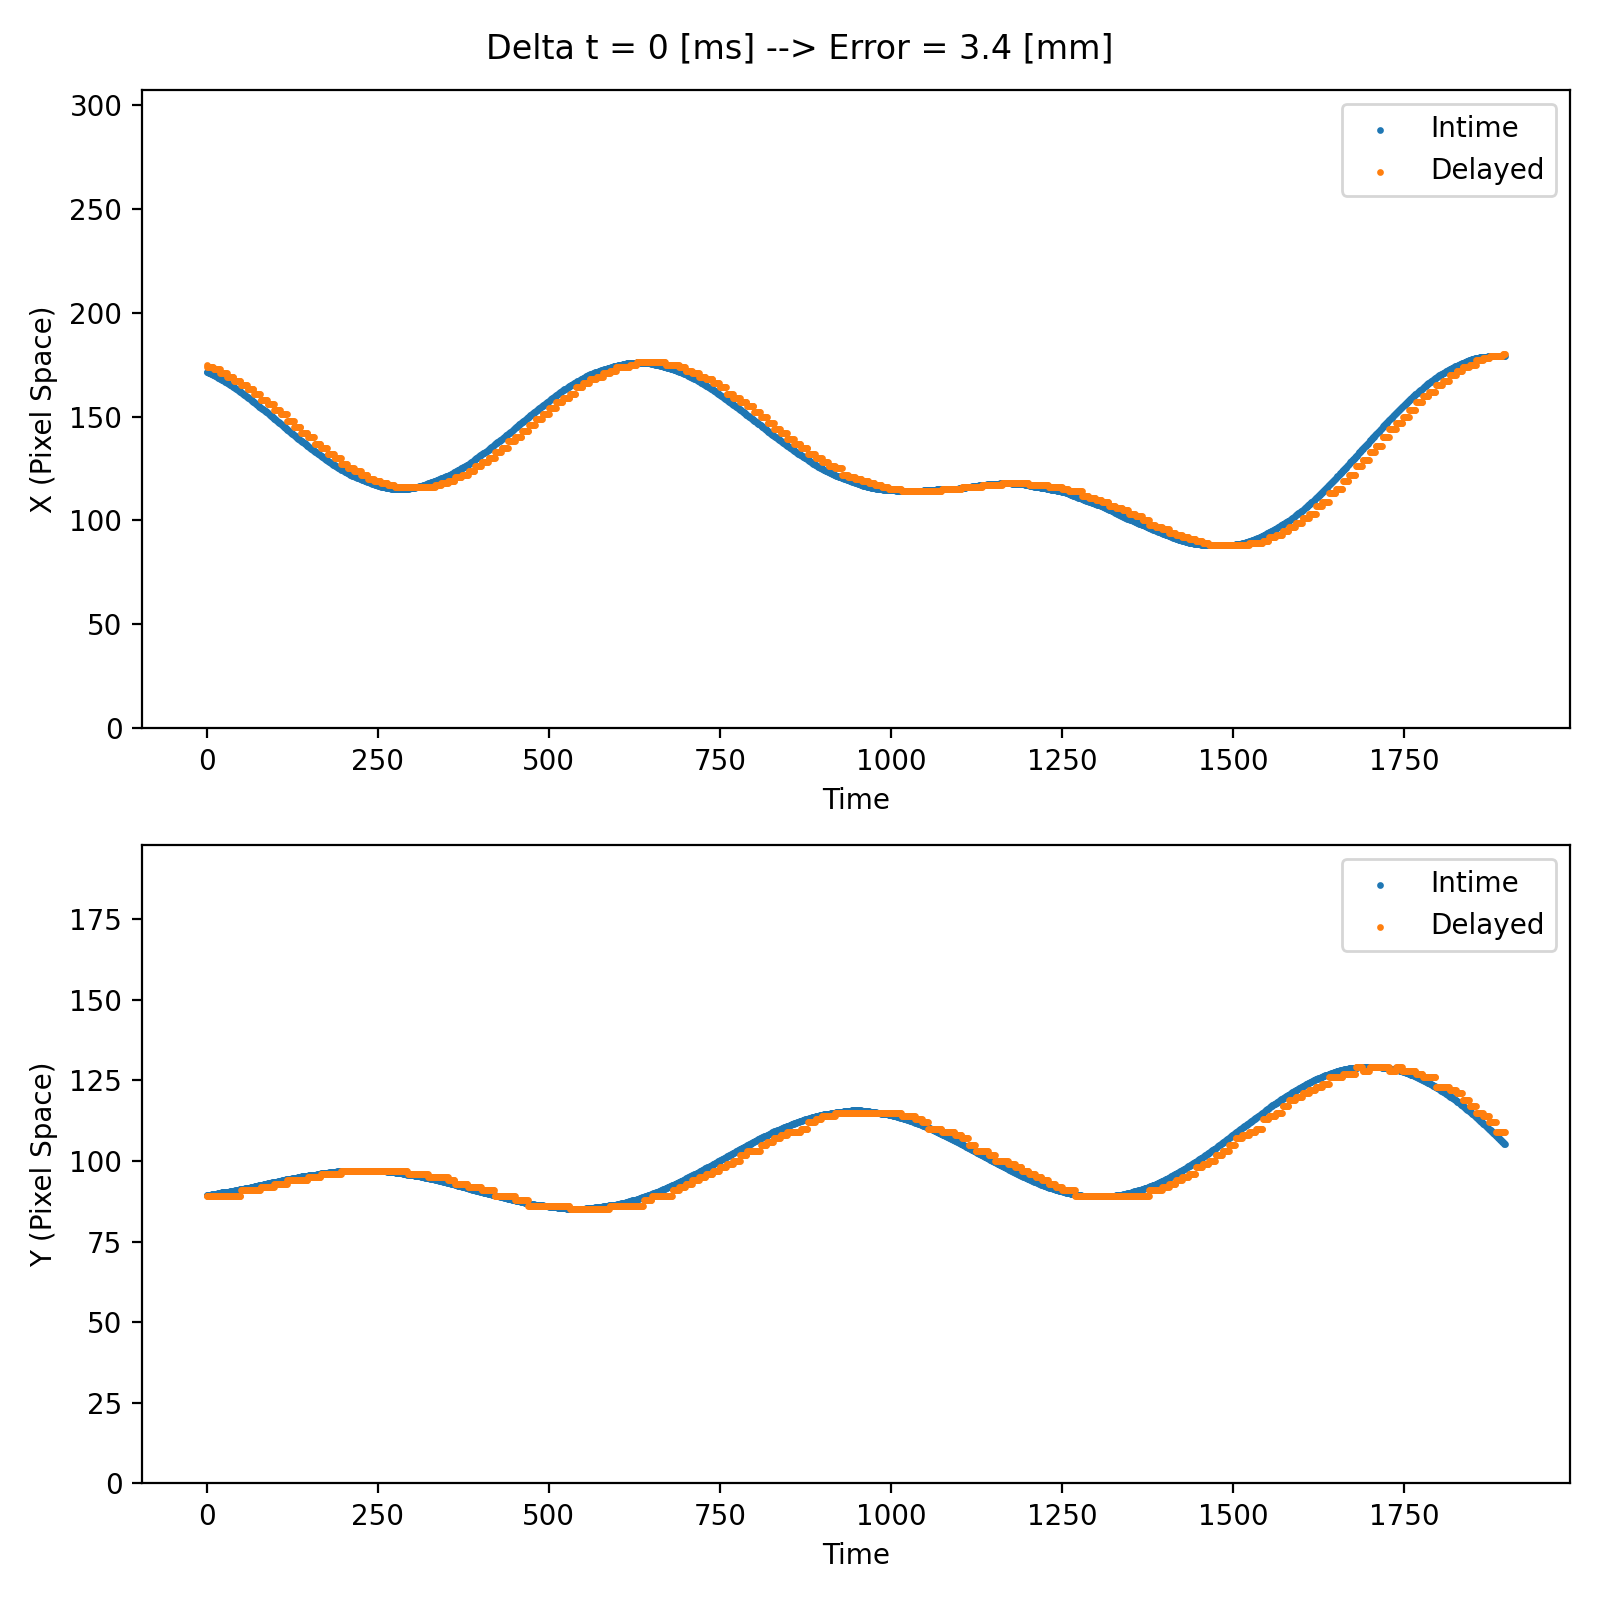 Delta t = 0 [ms] --> Error = 3.4 [mm]
300
250
200
150
100
50
0
X (Pixel Space)
Intime
Delayed
0 250 500 750 1000 1250 1500 1750
Time
175
150
125
100
75
50
25
0
Y (Pixel Space)
Intime
Delayed
0 250 500 750 1000 1250 1500 1750
Time